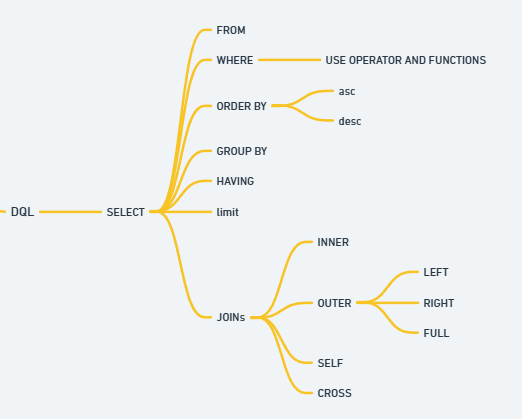 FROM
WHERE
USE OPERATOR AND FUNCTIONS
ORDER BY
asc
desc
GROUP BY
HAVING
DQL
SELECT
limit
INNER
OUTER
LEFT
RIGHT
FULL
JOINs
SELF
CROSS